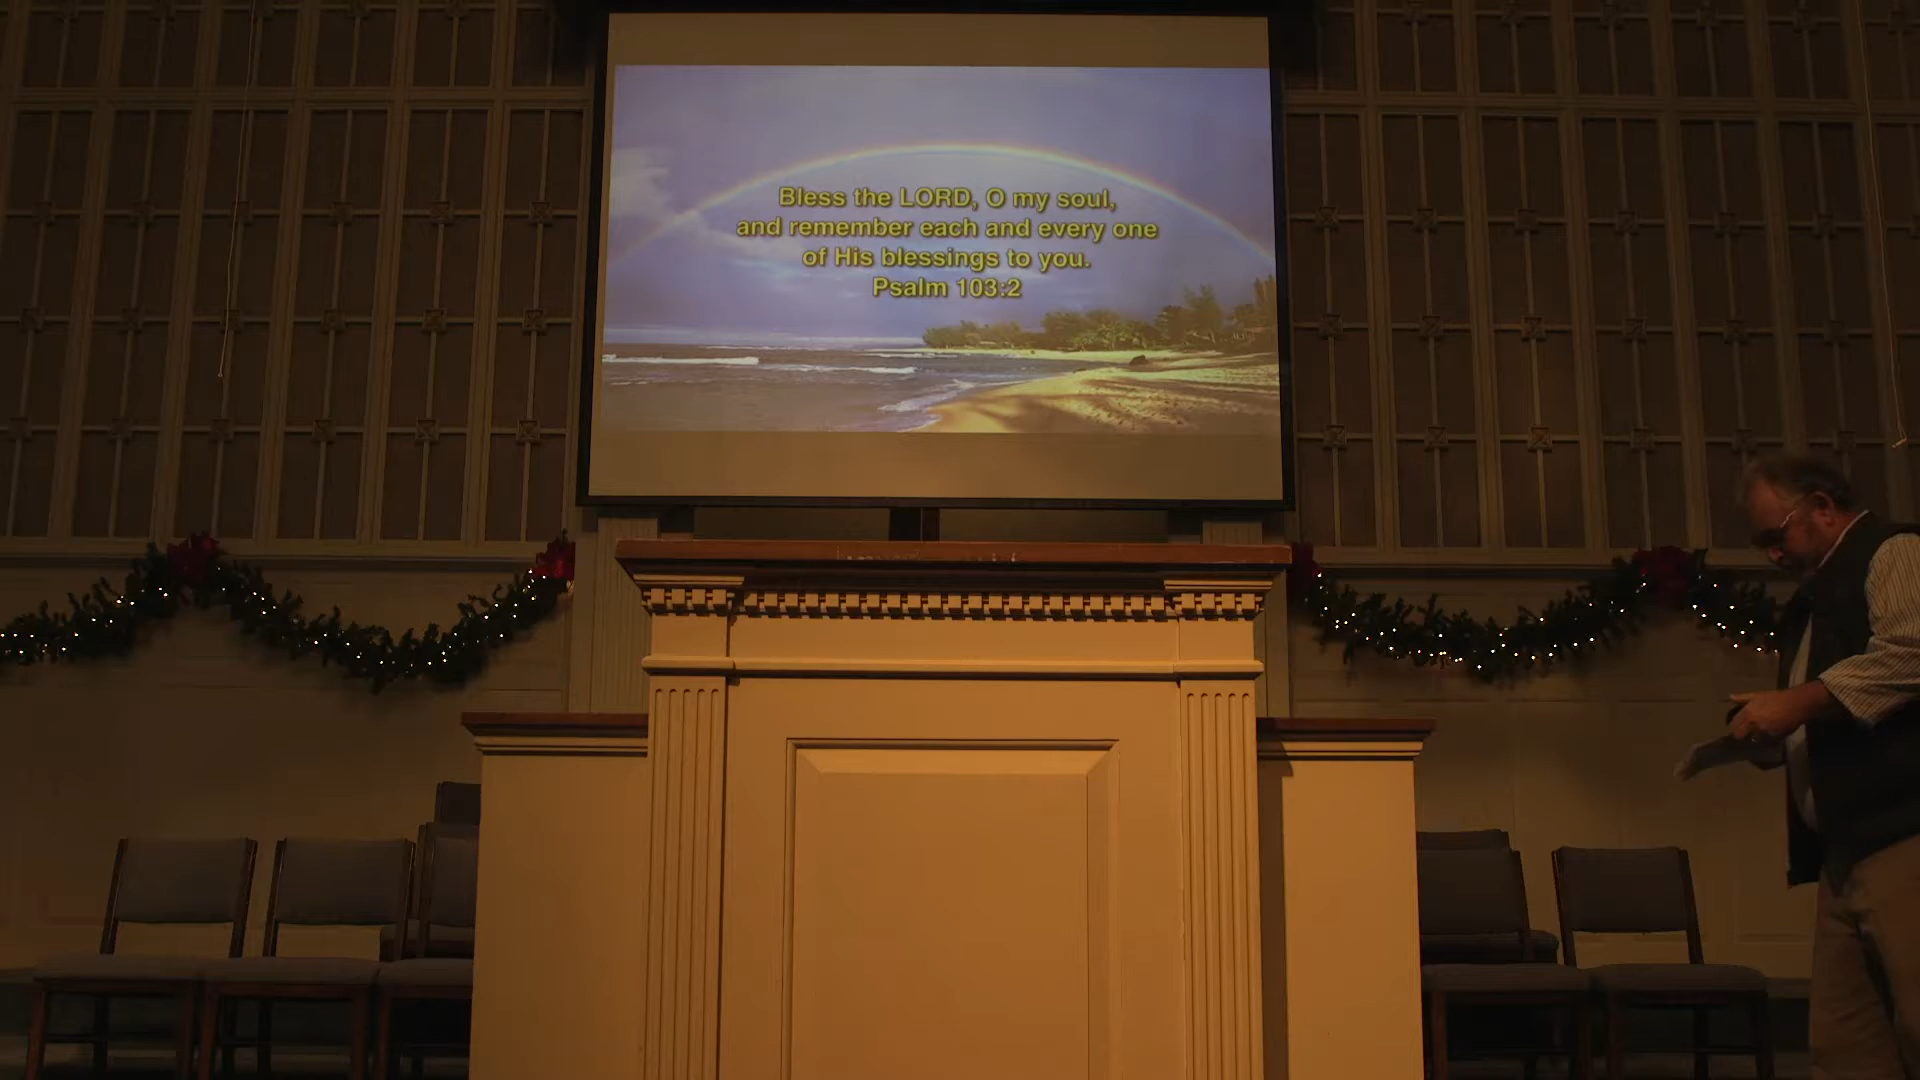 Bless the LORD, O my soul,
and remember each and every one
of His blessings to you.
Psalm 103:2